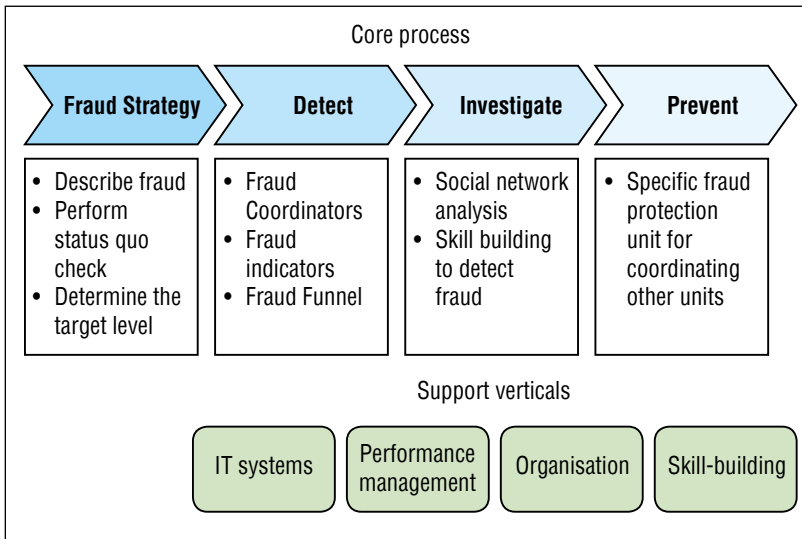 Core process
Fraud Strategy
Detect
Investigate
Prevent
• Describe fraud
• Perform
status quo
check
• Determine the
target level
• Fraud
Coordinators
• Fraud
indicators
• Fraud Funnel
• Social network
analysis
• Skill building
to detect
fraud
• Specific fraud
protection
unit for
coordinating
other units
Support verticals
IT systems
Performance
management
Organisation
Skill-building